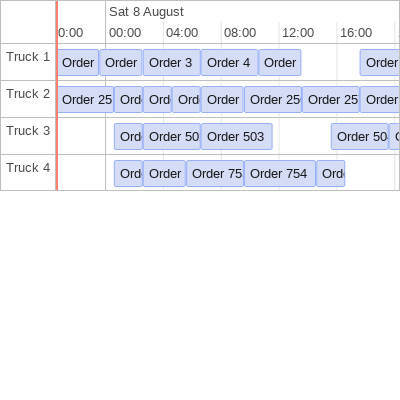 Sat 8 August
0:00 00:00 04:00 08:00 12:00 16:00
Truck 1 Order Order Order 3 Order 4 Order Order
Truck 2 Order 25 Ord Ord Ord Order Order 25 Order 25 Order
Truck 3 Ord Order 50 Order 503 Order 50
Truck 4 Ord Order Order 75 Order 754 Ord